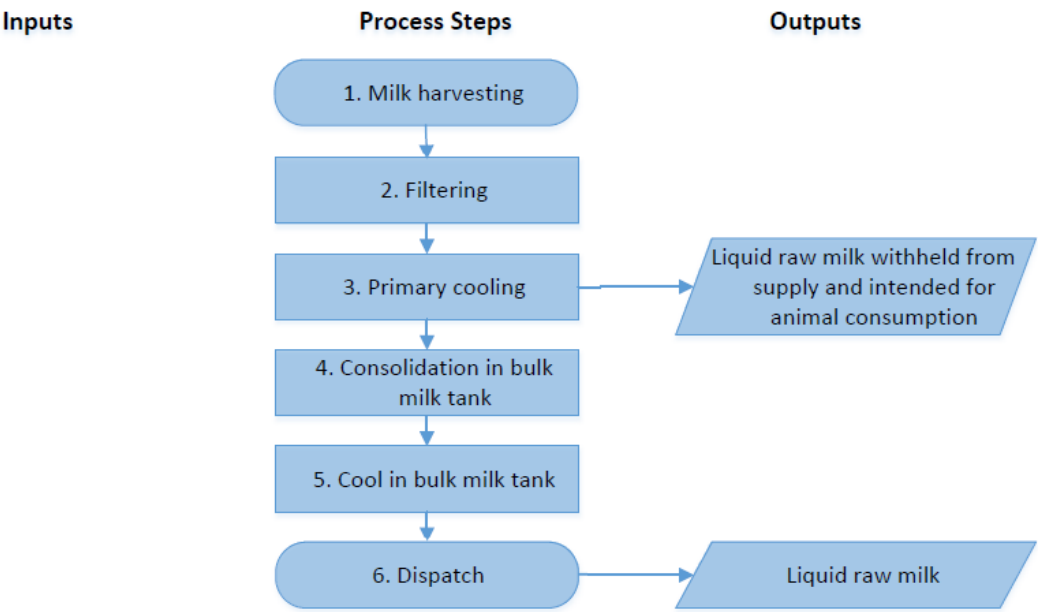 Inputs
Process Steps
Outputs
1. Milk harvesting
2. Filtering
3. Primary cooling
Liquid raw milk withheld from
supply and intended for
animal consumption
4. Consolidation in bulk
milk tank
5. Cool in bulk milk tank
6. Dispatch
Liquid raw milk